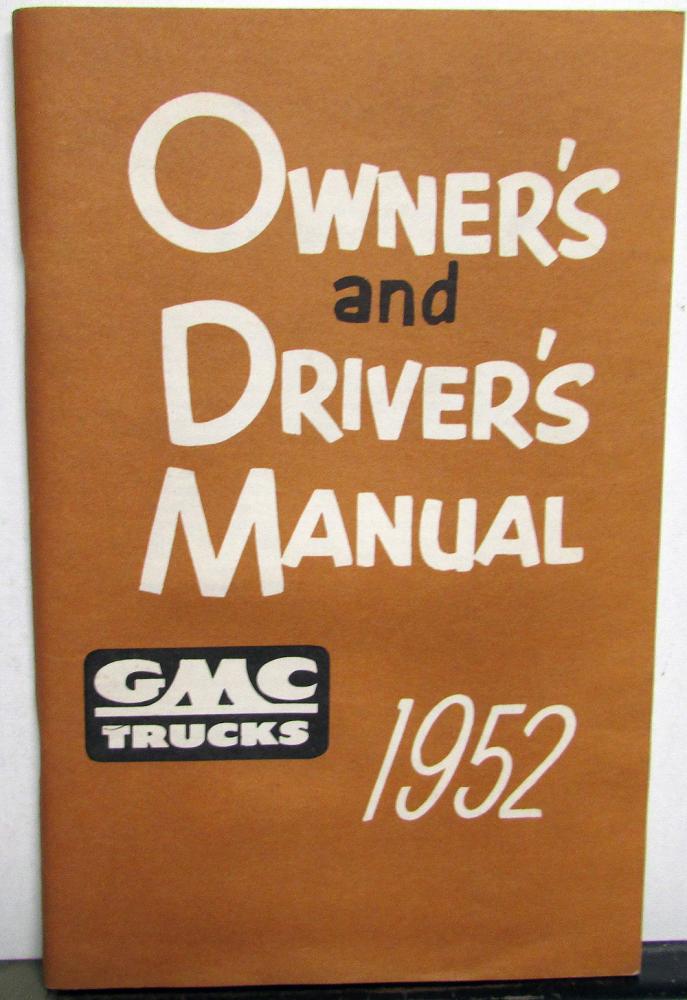 OWNER'S
and
DRIVER'S
MANUAL
GMC
TRUCKS
1952